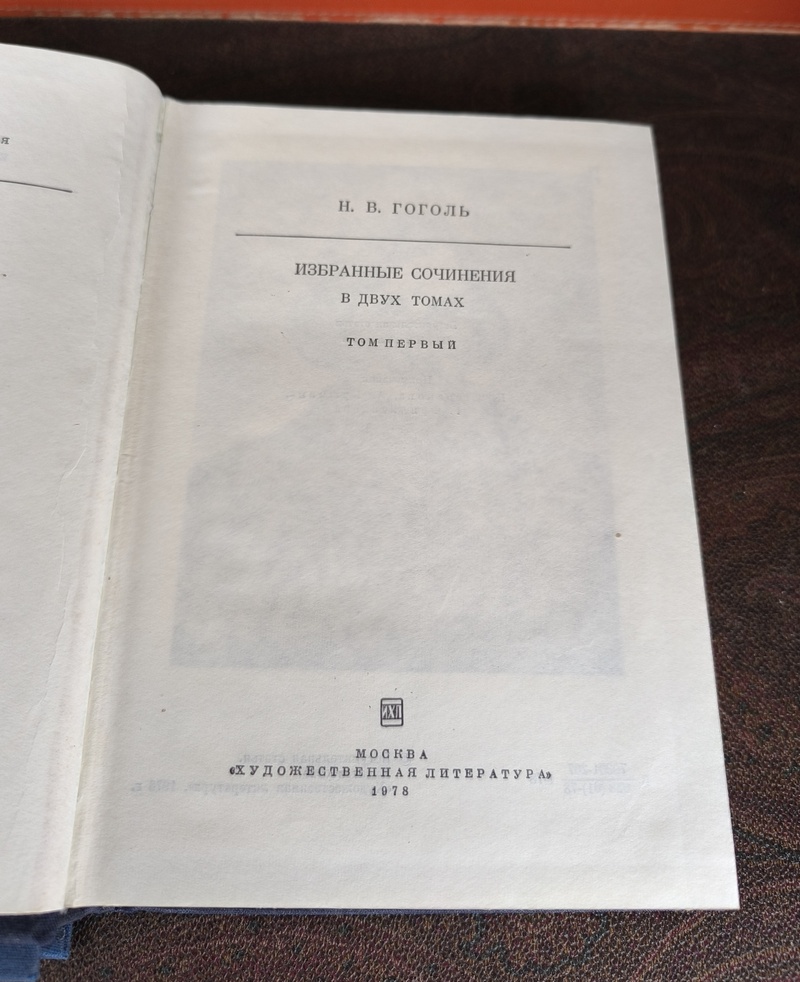 я
Н. В. ГОГОЛЬ
ИЗБРАННЫЕ СОЧИНЕНИЯ
В ДВУХ ТОМАХ
ТОМ ПЕРВЫЙ
МОСКВА
«ХУДОЖЕСТВЕННАЯ ЛИТЕРАТУРА»
1978